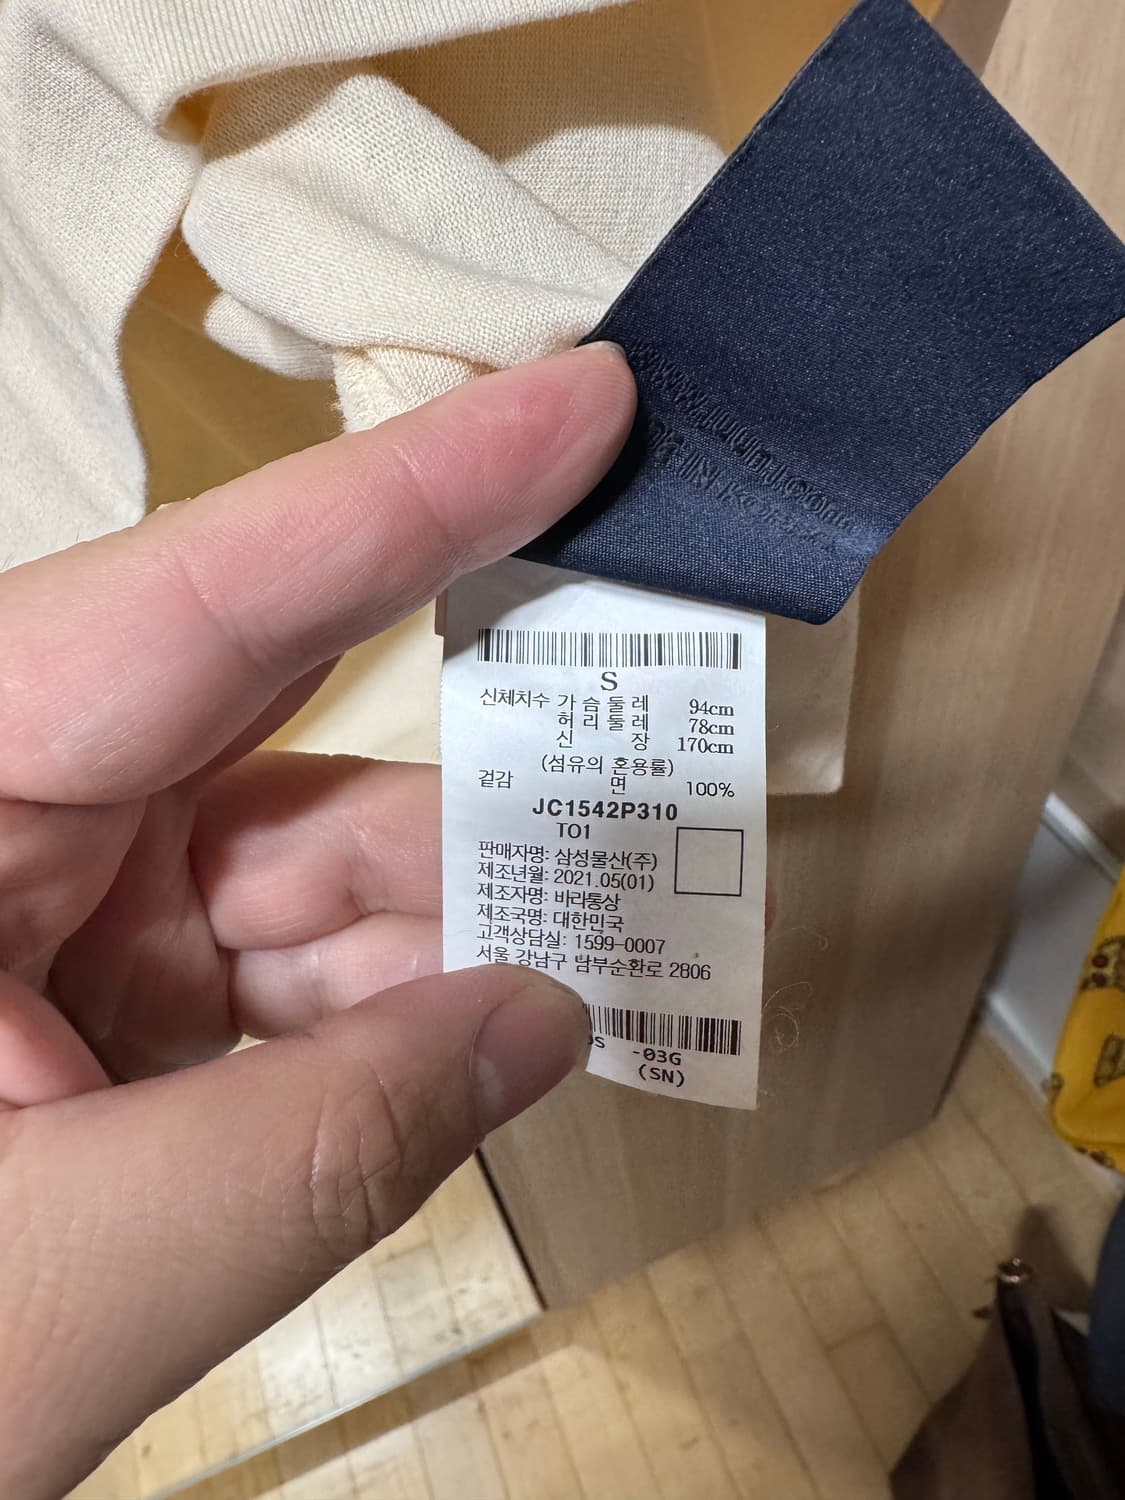 S
신체치수 가 슴 둘 레 94cm
허 리 둘 레 78cm
신 장 170cm
(섬유의 혼용률)
겉감 면 100%
JC1542P310
TO1
판매자명: 삼성물산(주)
제조년월: 2021.05(01)
제조자명: 바라통상
제조국명: 대한민국
고객상담실: 1599-0007
서울 강남구 남부순환로 2806
-03G
(SN)